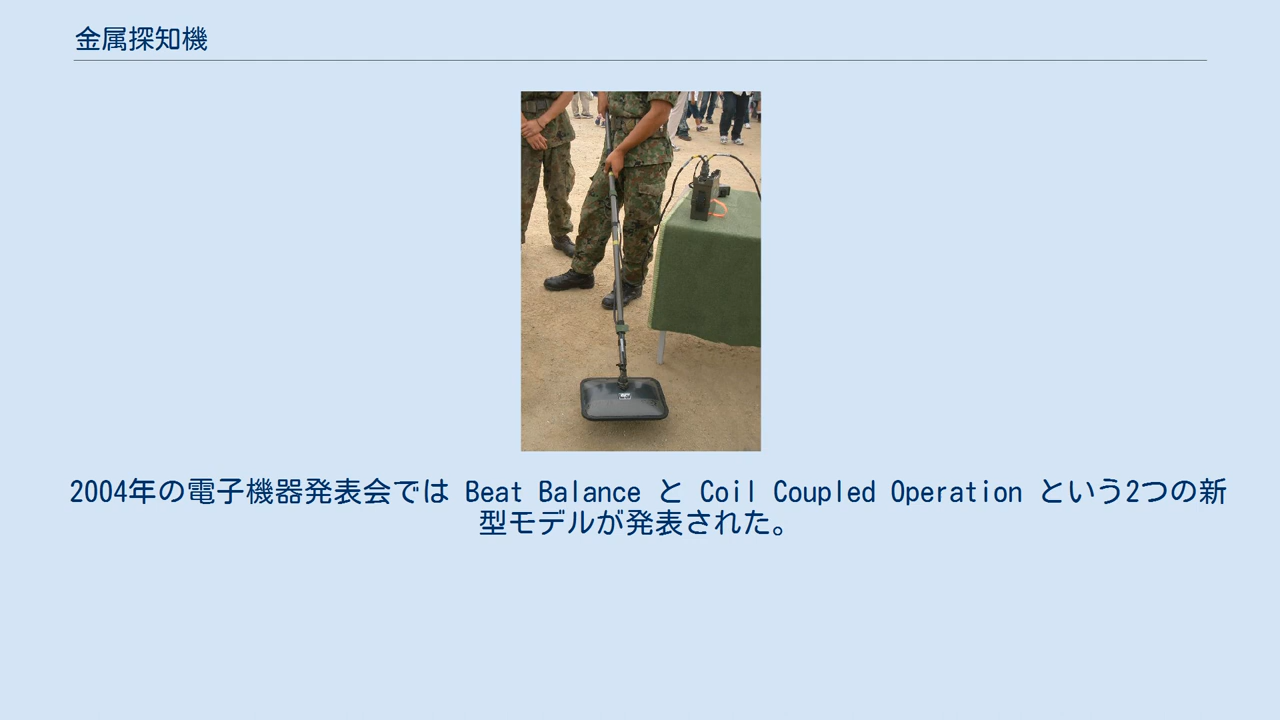 金属探知機
2004年の電子機器発表会では Beat Balance と Coil Coupled Operation という2つの新
型モデルが発表された。